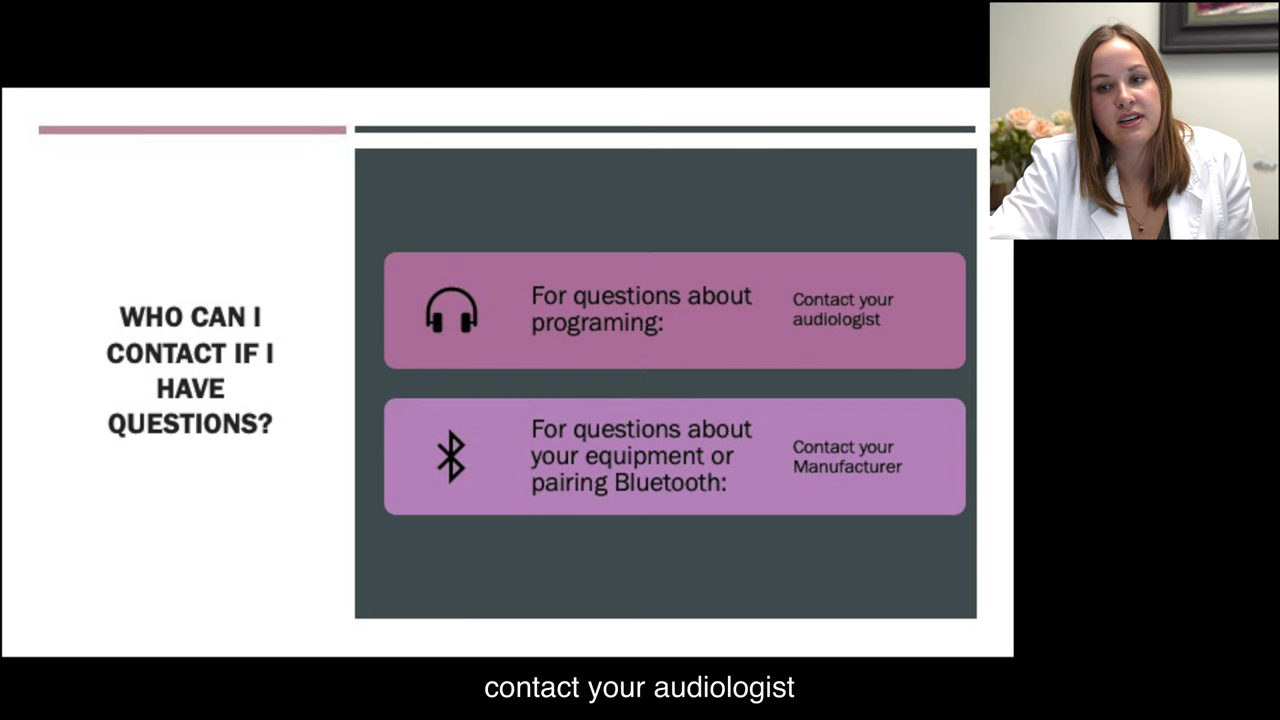 WHO CAN I
CONTACT IF I
HAVE
QUESTIONS?
For questions about
programing:
Contact your
audiologist
For questions about
your equipment or
pairing Bluetooth:
Contact your
Manufacturer
contact your audiologist